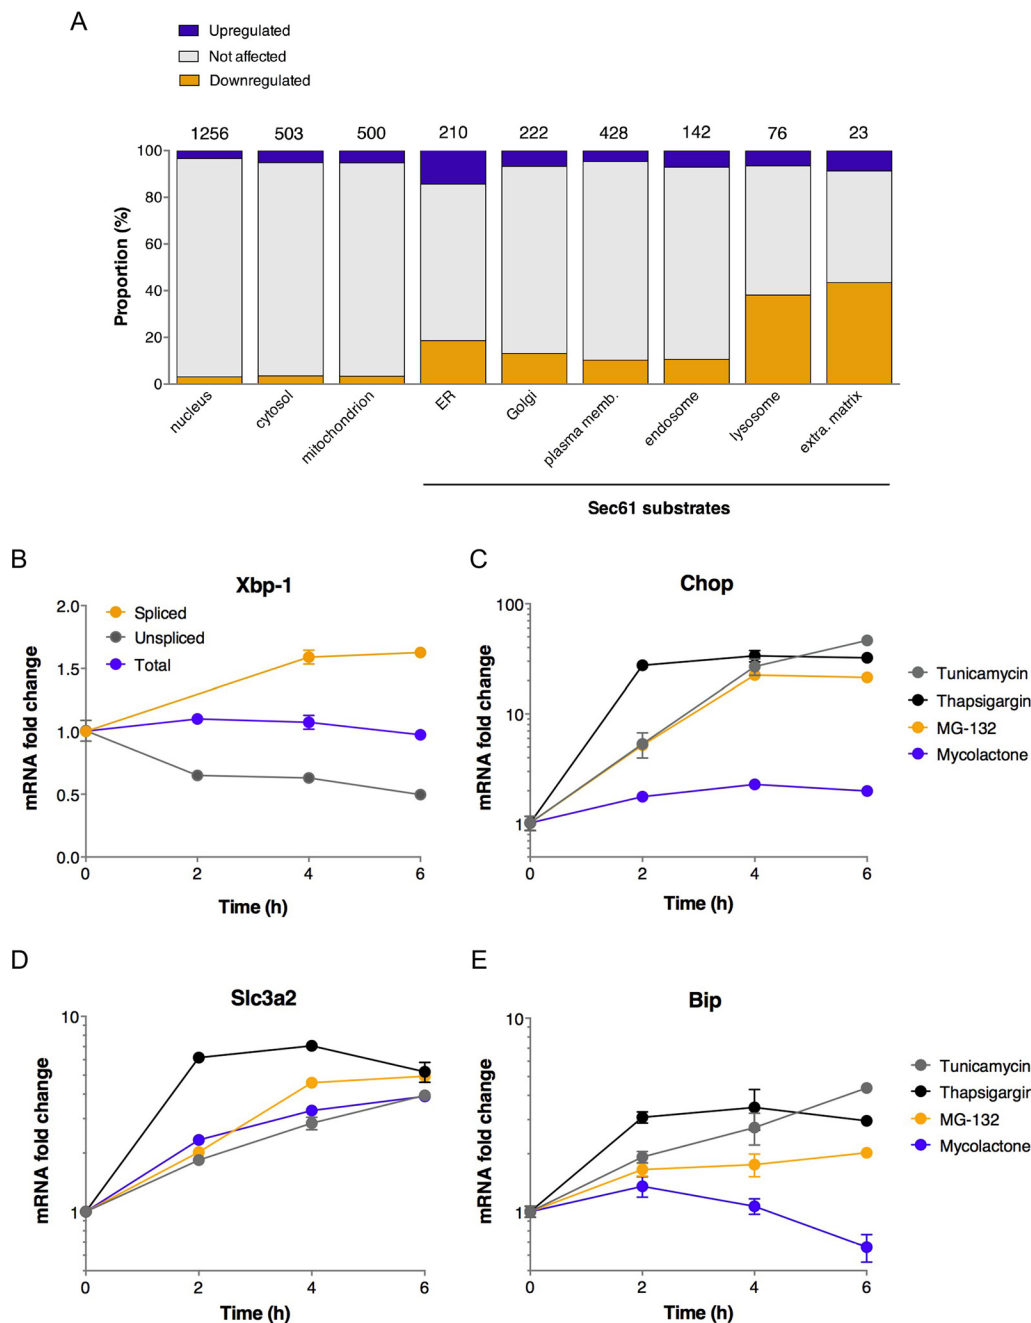 A
Upregulated
Not affected
Downregulated
1256 503 500 210 222 428 142 76 23
100
80
60
40
20
0
Proportion (%)
nucleus cytosol mitochondrion ER Golgi plasma memb. endosome lysosome extra. matrix
Sec61 substrates
B
Xbp-1
2.0
1.5
1.0
0.5
0.0
mRNA fold change
Spliced
Unspliced
Total
0 2 4 6
Time (h)
C
Chop
100
10
1
mRNA fold change
0 2 4 6
Time (h)
Tunicamycin
Thapsigargin
MG-132
Mycolactone
D
Slc3a2
10
1
mRNA fold change
0 2 4 6
Time (h)
E
Bip
10
1
mRNA fold change
0 2 4 6
Time (h)
Tunicamycin
Thapsigargin
MG-132
Mycolactone